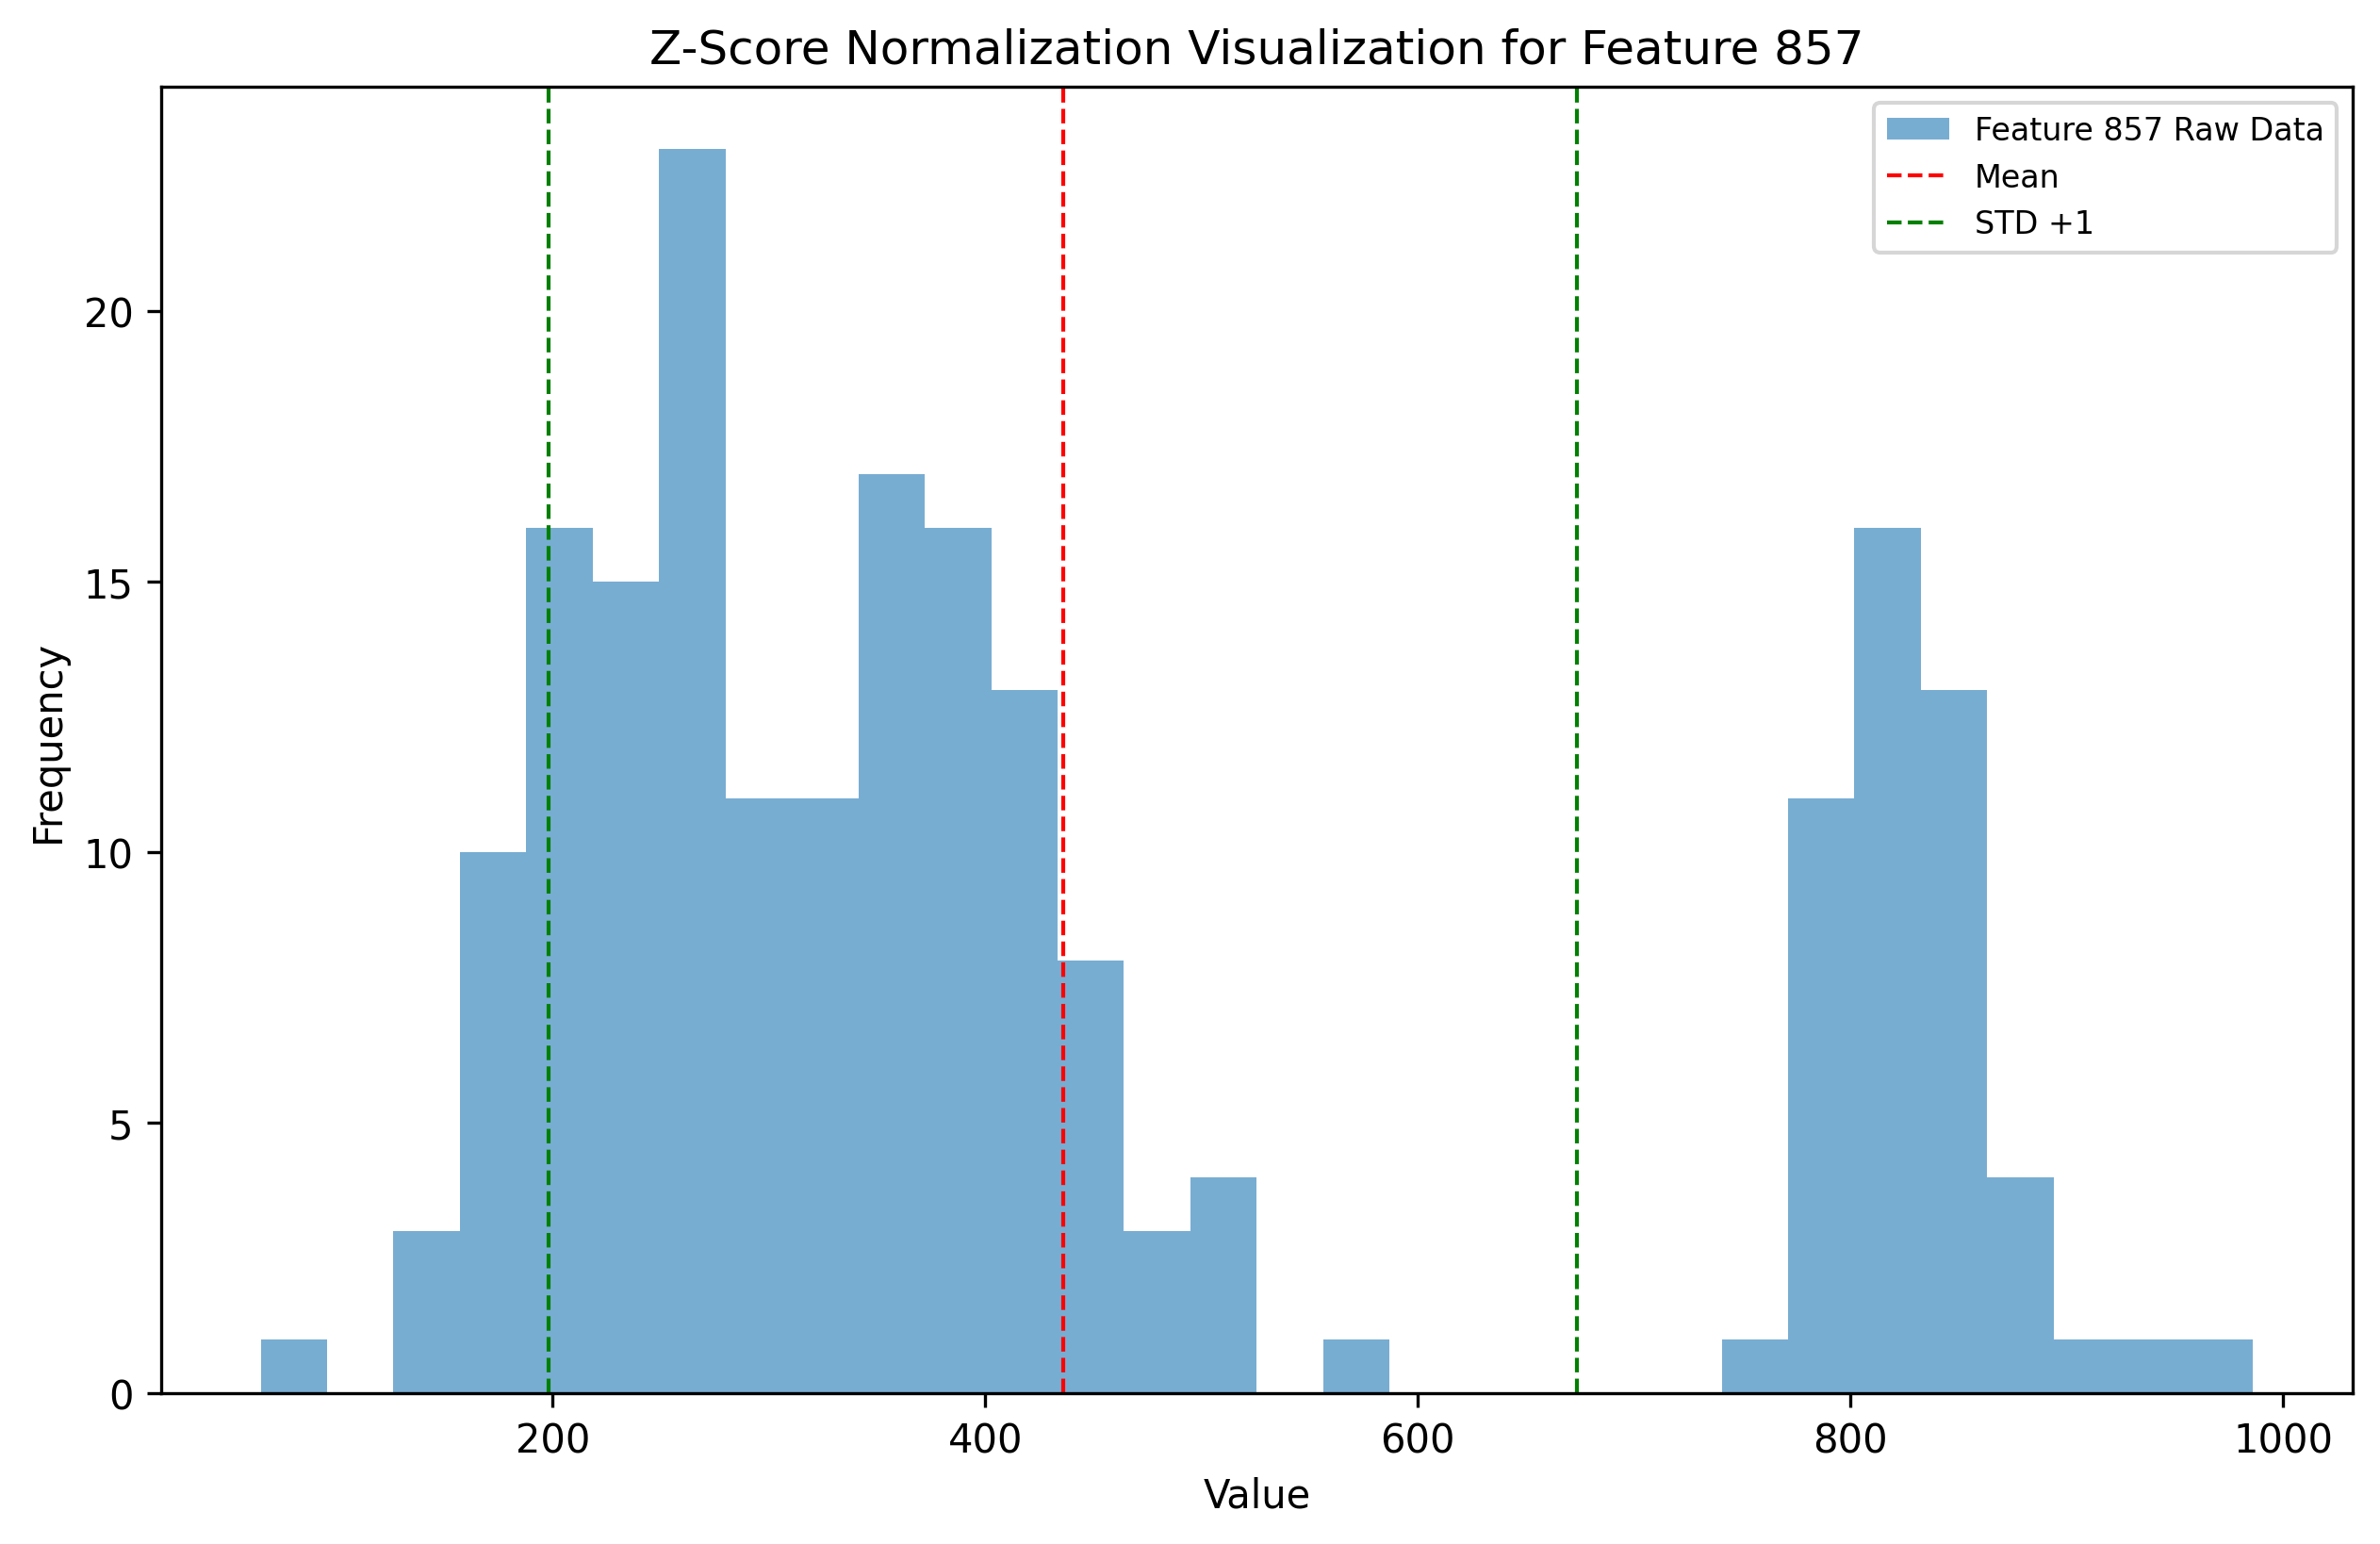 Z-Score Normalization Visualization for Feature 857
Feature 857 Raw Data
Mean
STD +1
20
15
10
5
0
Frequency
200
400
600
800
1000
Value